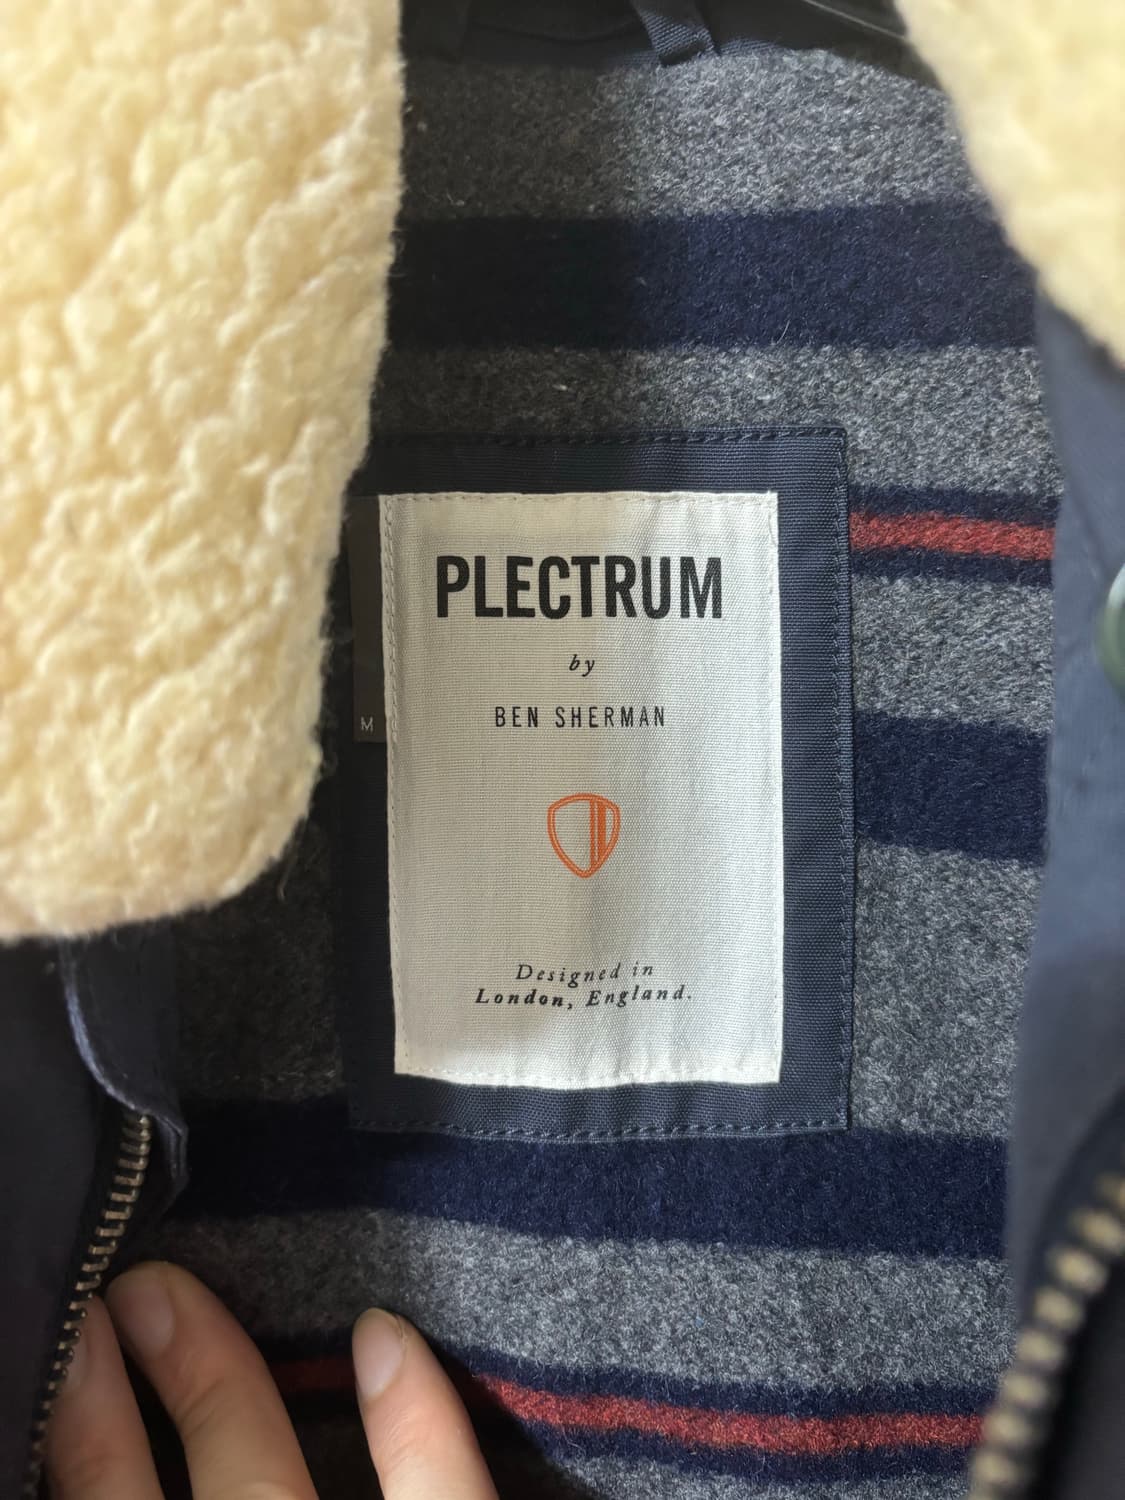 PLECTRUM
by
BEN SHERMAN
Designed in
London, England.
M